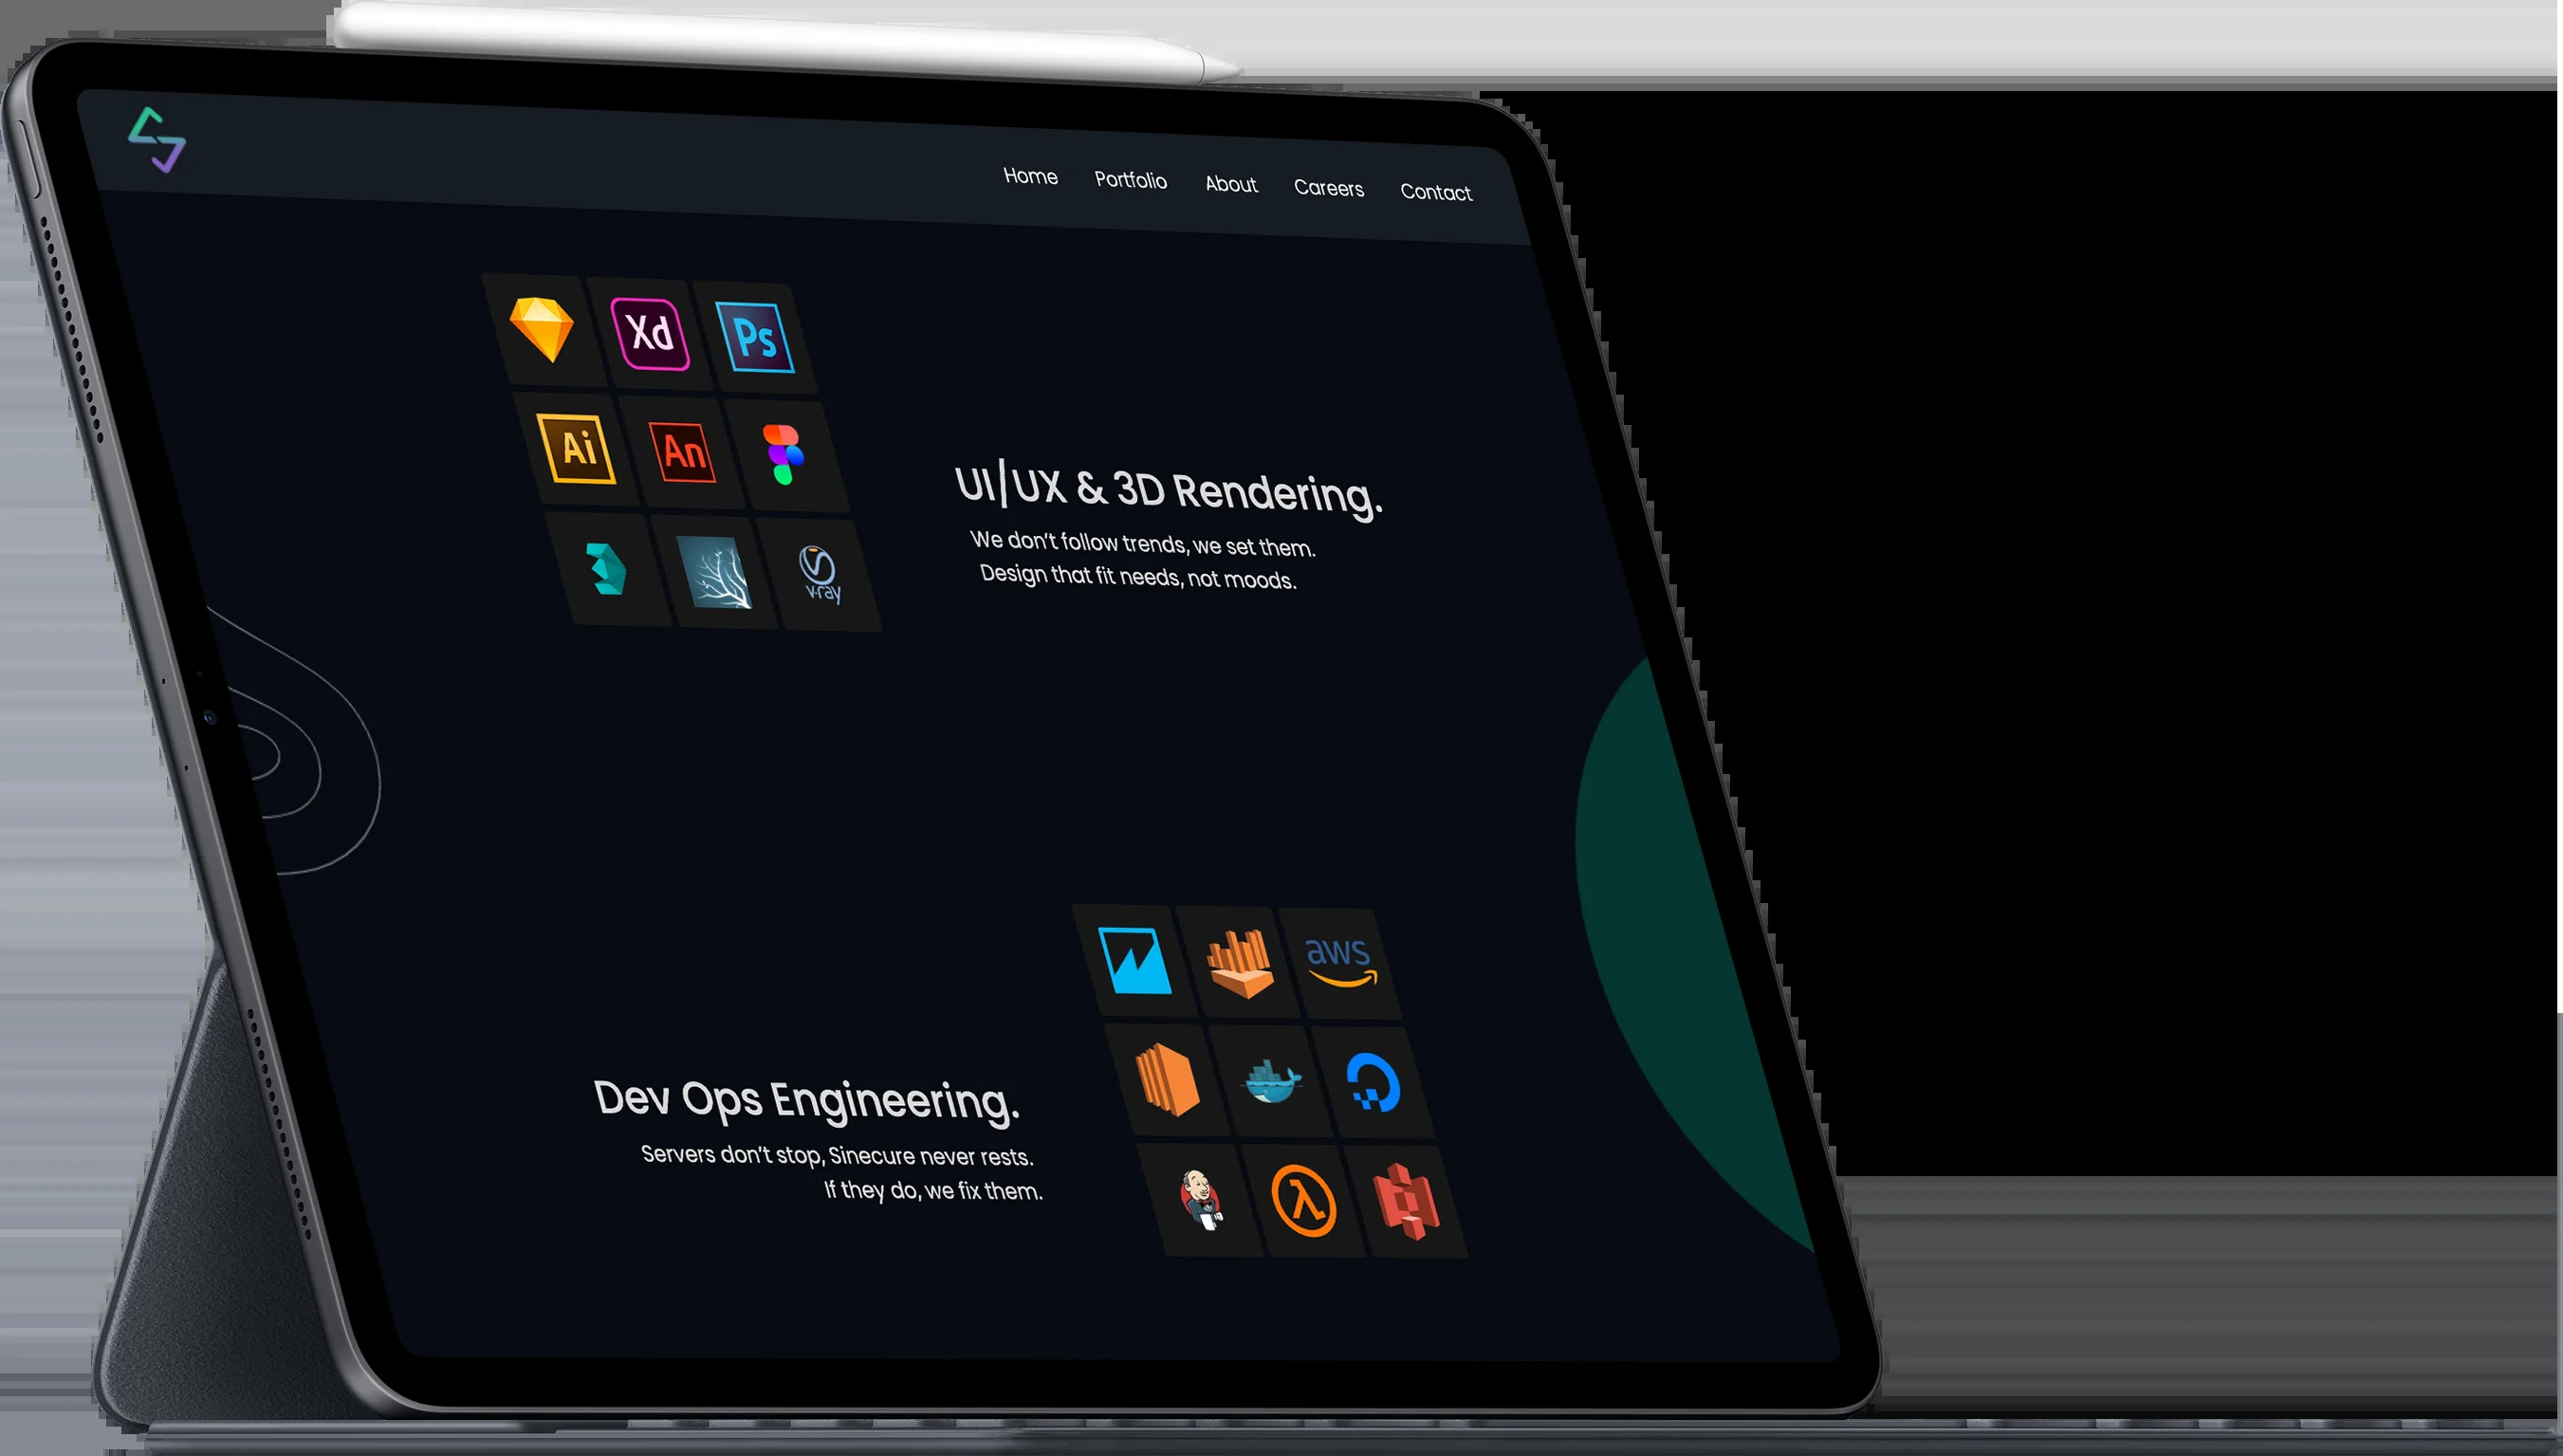 Home Portfolio About Careers Contact
Xd Ps
Ai An
v-ray
UI|UX & 3D Rendering.
We don't follow trends, we set them.
Design that fit needs, not moods.
aws
Dev Ops Engineering.
Servers don't stop, Sinecure never rests.
If they do, we fix them.
λ